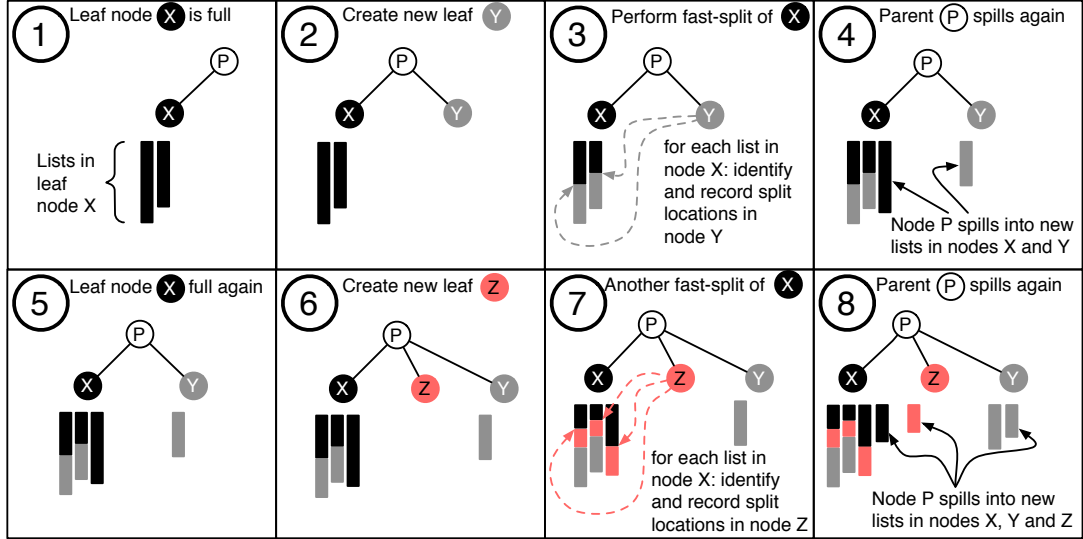 1
Leaf node X is full
P
X
Lists in
leaf
node X
2
Create new leaf Y
P
X
Y
3
Perform fast-split of X
P
X
Y
for each list in
node X: identify
and record split
locations in
node Y
4
Parent P spills again
P
X
Y
Node P spills into new
lists in nodes X and Y
5
Leaf node X full again
P
X
Y
6
Create new leaf Z
P
X
Z
Y
7
Another fast-split of X
P
X
Z
Y
for each list in
node X: identify
and record split
locations in node Z
8
Parent P spills again
P
X
Z
Y
Node P spills into new
lists in nodes X, Y and Z